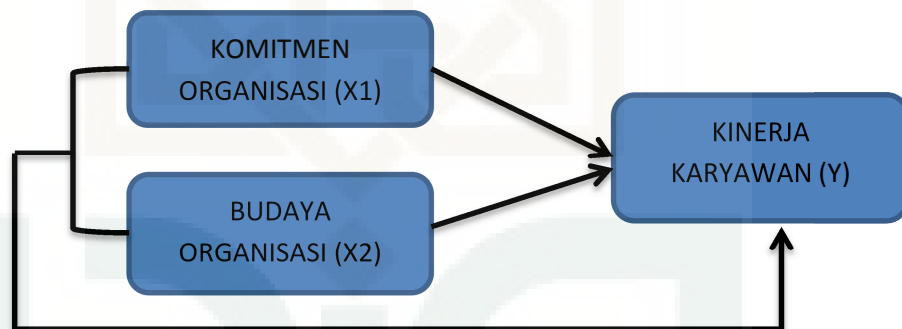 KOMITMEN
ORGANISASI (X1)
KINERJA
KARYAWAN (Y)
BUDAYA
ORGANISASI (X2)